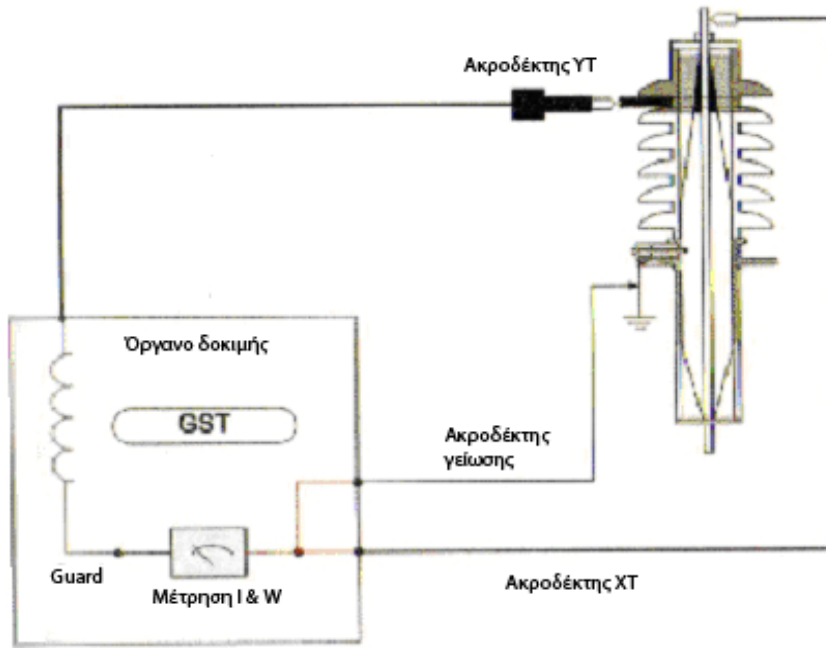 Ακροδέκτης ΥΤ
Όργανο δοκιμής
GST
Ακροδέκτης
γείωσης
Guard
Μέτρηση I & W
Ακροδέκτης ΧΤ